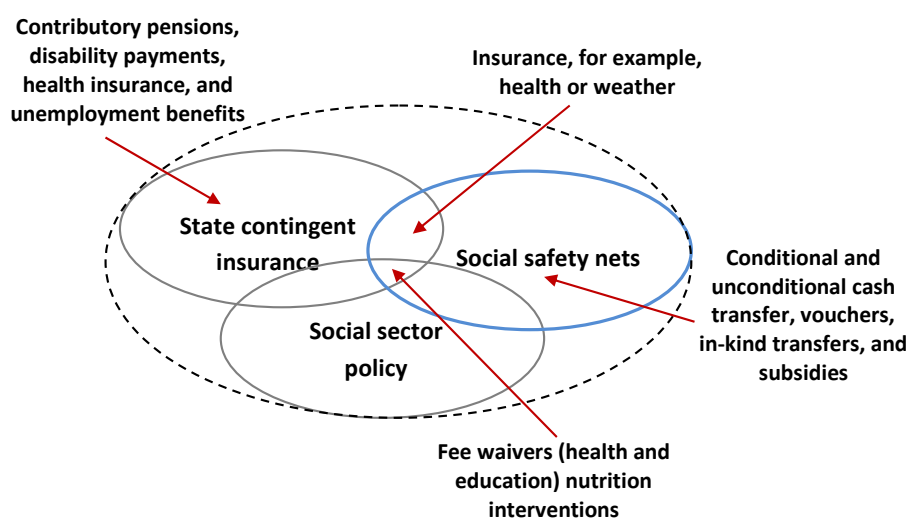 Contributory pensions,
disability payments,
health insurance, and
unemployment benefits
Insurance, for example,
health or weather
State contingent
insurance
Social safety nets
Social sector
policy
Conditional and
unconditional cash
transfer, vouchers,
in-kind transfers, and
subsidies
Fee waivers (health and
education) nutrition
interventions